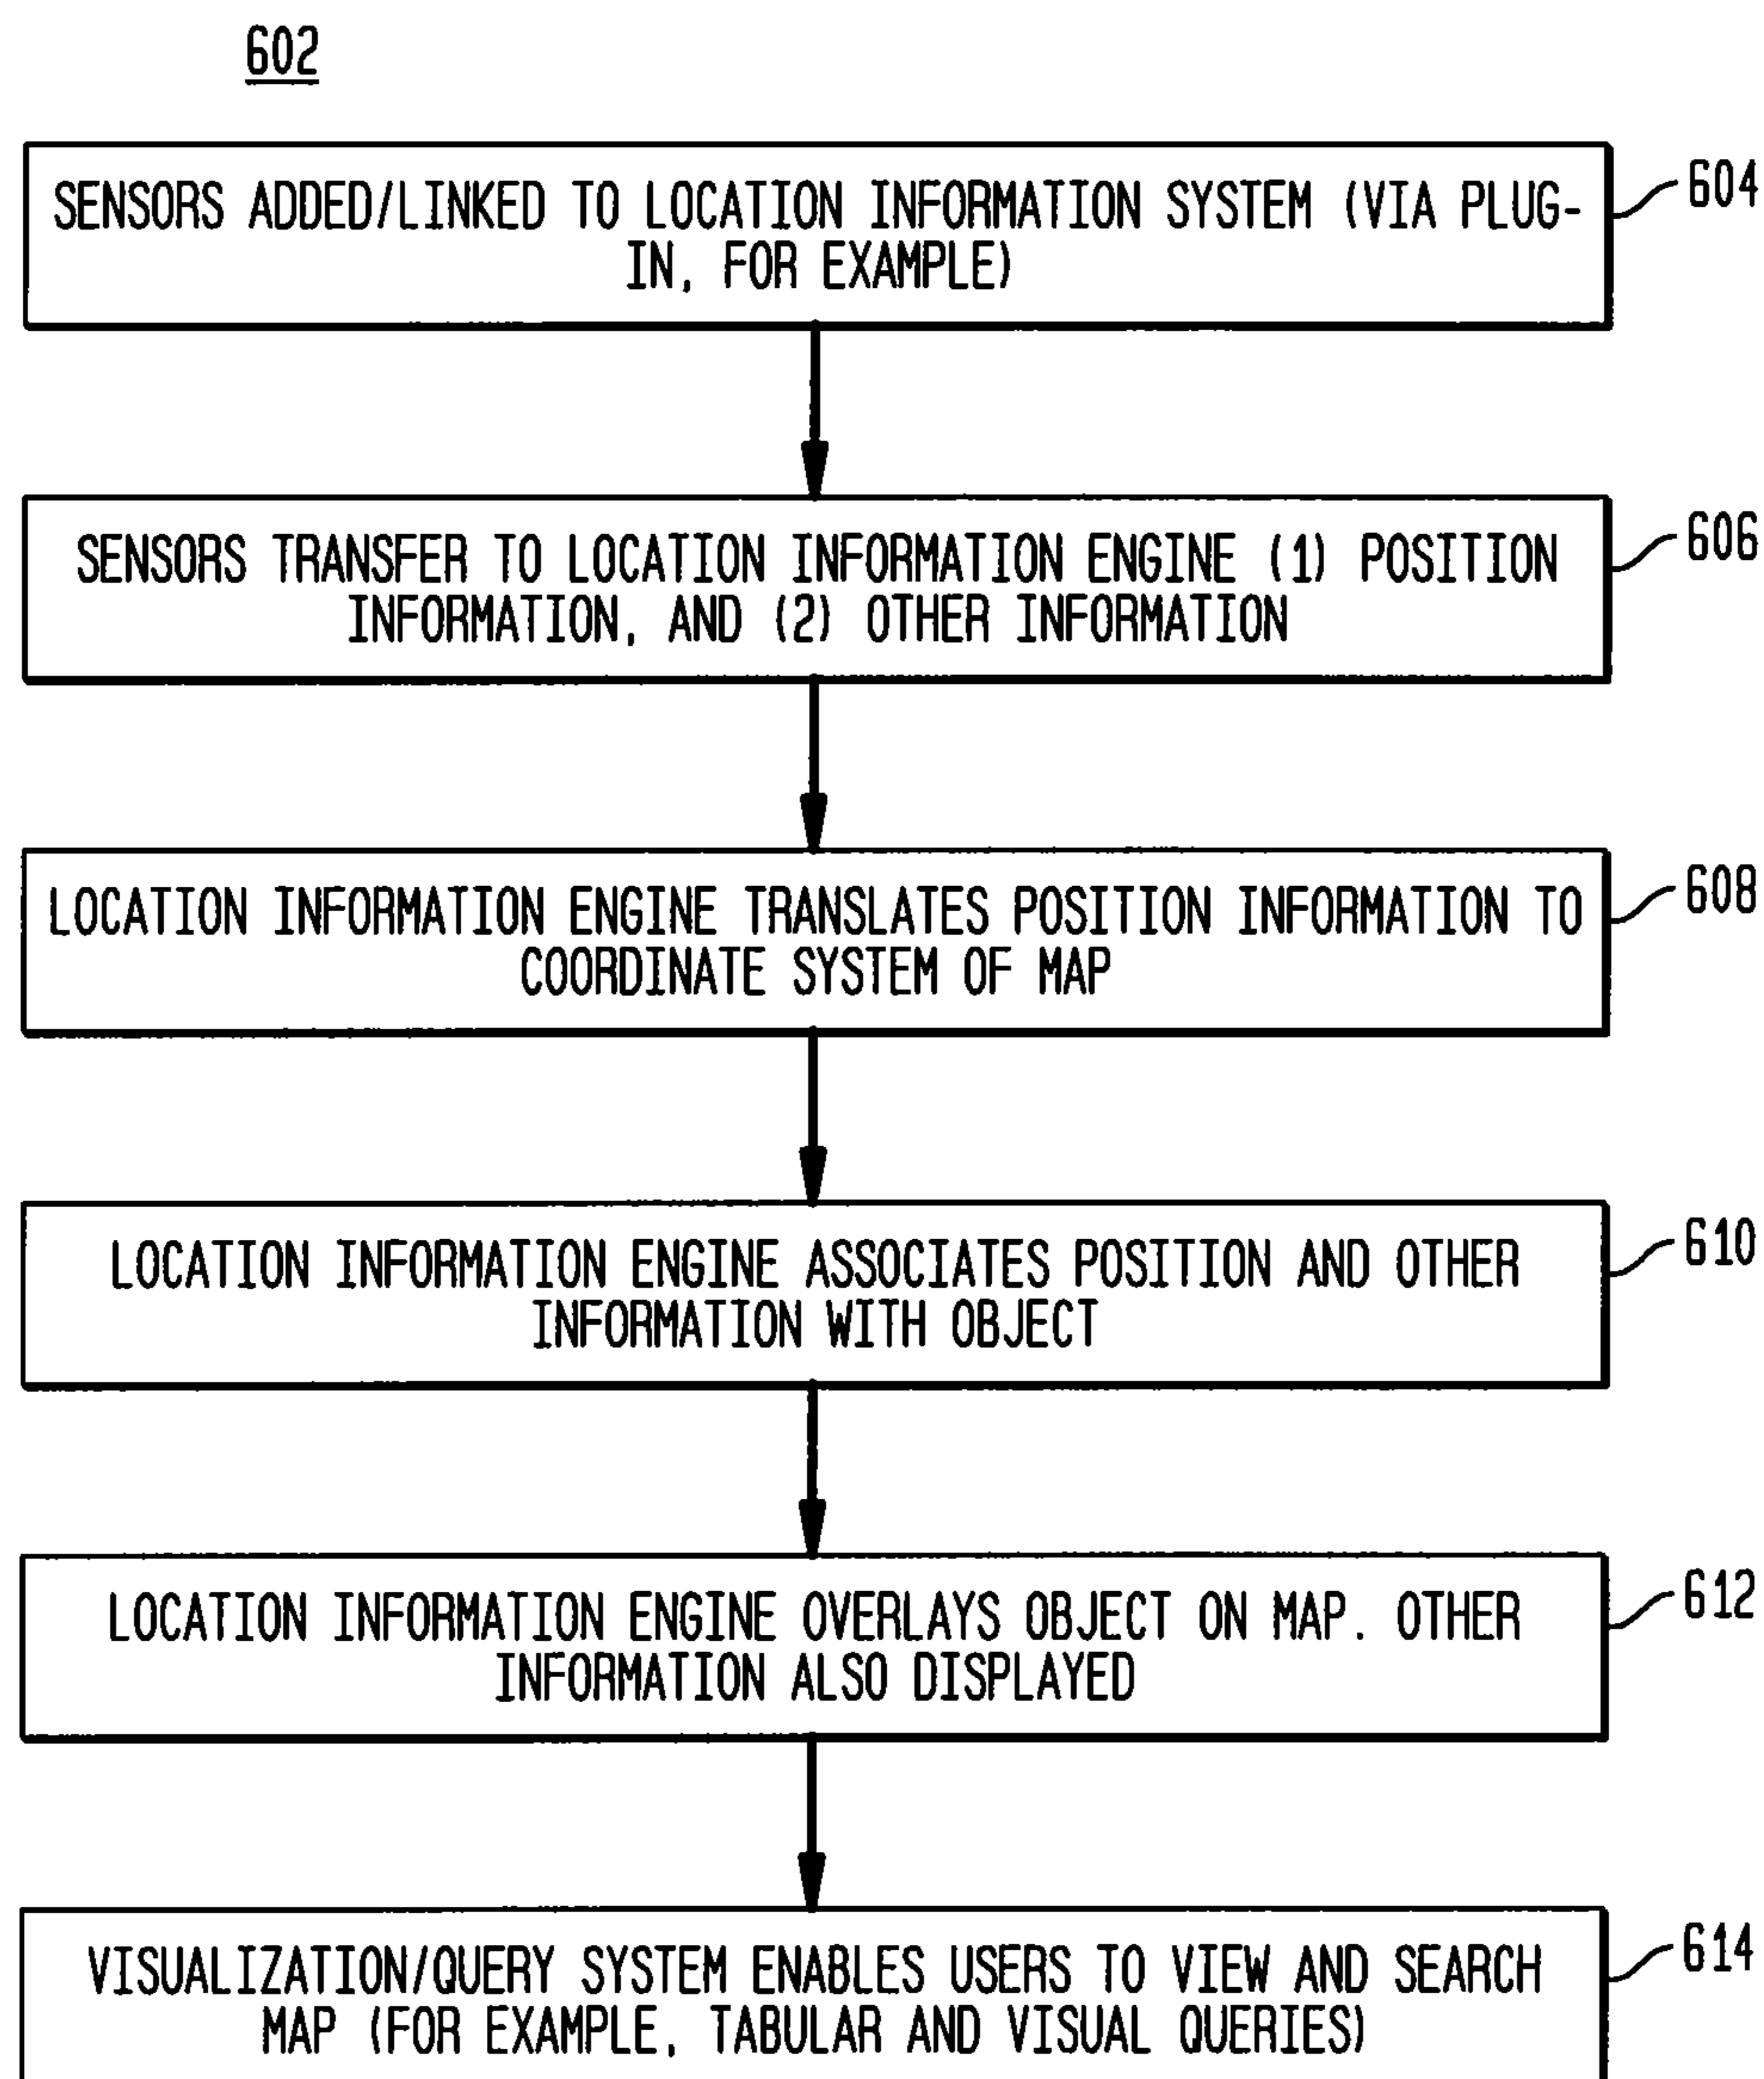 602
SENSORS ADDED/LINKED TO LOCATION INFORMATION SYSTEM (VIA PLUG-
IN, FOR EXAMPLE)
604
SENSORS TRANSFER TO LOCATION INFORMATION ENGINE (1) POSITION
INFORMATION, AND (2) OTHER INFORMATION
606
LOCATION INFORMATION ENGINE TRANSLATES POSITION INFORMATION TO
COORDINATE SYSTEM OF MAP
608
LOCATION INFORMATION ENGINE ASSOCIATES POSITION AND OTHER
INFORMATION WITH OBJECT
610
LOCATION INFORMATION ENGINE OVERLAYS OBJECT ON MAP. OTHER
INFORMATION ALSO DISPLAYED
612
VISUALIZATION/QUERY SYSTEM ENABLES USERS TO VIEW AND SEARCH
MAP (FOR EXAMPLE, TABULAR AND VISUAL QUERIES)
614